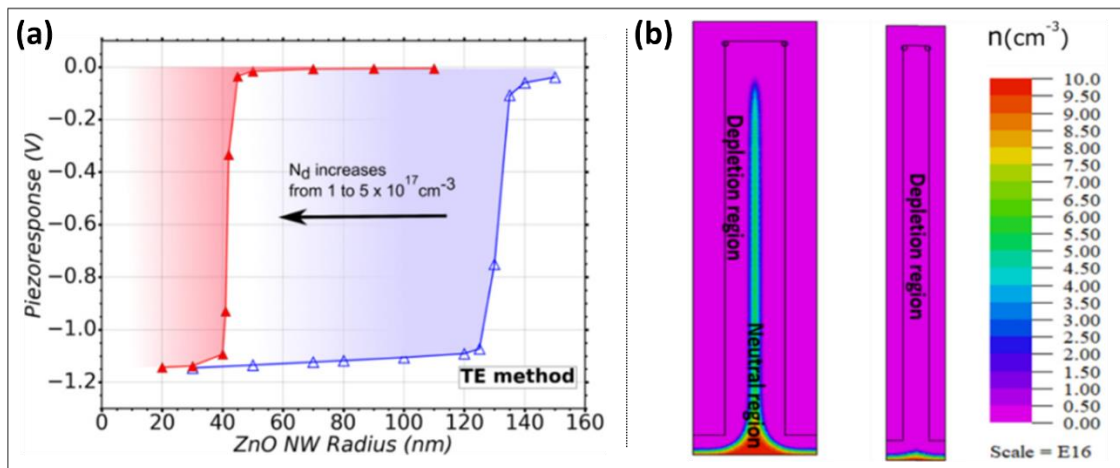 (a)
0.0
−0.2
−0.4
−0.6
−0.8
−1.0
−1.2
Piezoresponse (V)
N_d increases
from 1 to 5 x 10^17 cm^-3
TE method
0 20 40 60 80 100 120 140 160
ZnO NW Radius (nm)
(b)
Depletion region
Neutral region
Depletion region
n(cm^-3)
10.0
9.50
9.00
8.50
8.00
7.50
7.00
6.50
6.00
5.50
5.00
4.50
4.00
3.50
3.00
2.50
2.00
1.50
1.00
0.50
0.00
Scale = E16